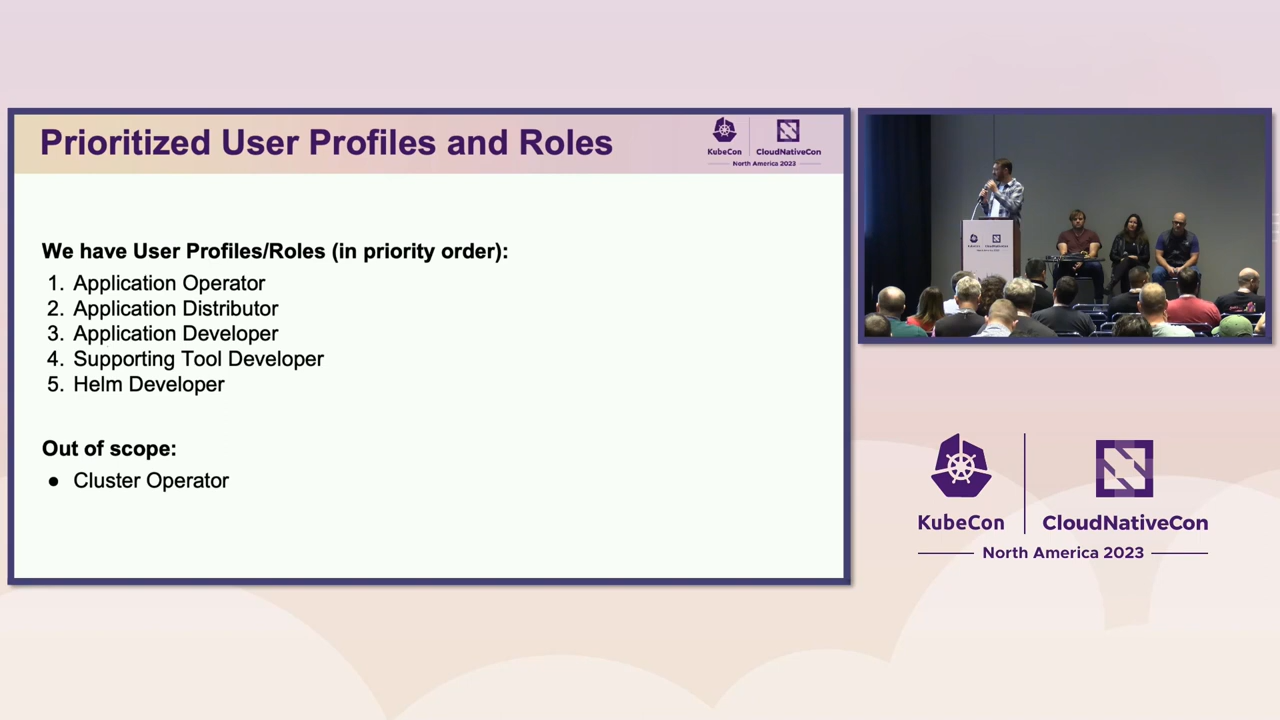 Prioritized User Profiles and Roles
KubeCon
CloudNativeCon
North America 2023
We have User Profiles/Roles (in priority order):
1. Application Operator
2. Application Distributor
3. Application Developer
4. Supporting Tool Developer
5. Helm Developer
Out of scope:
● Cluster Operator
KubeCon
CloudNativeCon
North America 2023